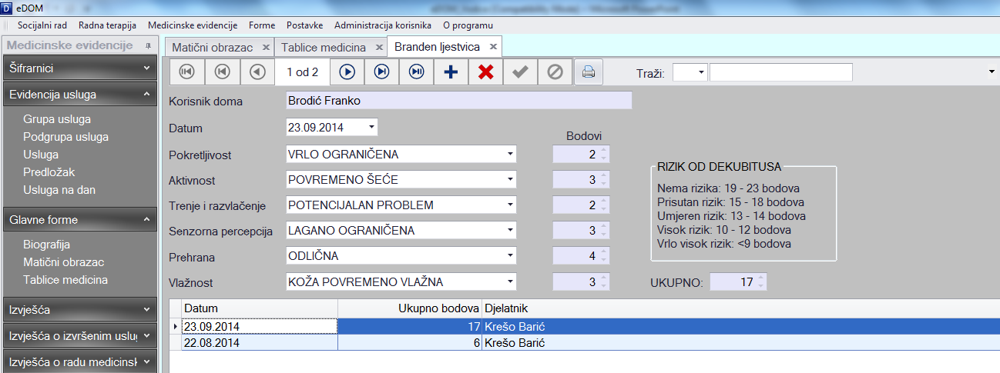 eDOM
Socijalni rad Radna terapija Medicinske evidencije Forme Postavke Administracija korisnika O programu
Medicinske evidencije
Matični obrazac Tablice medicina Branden ljestvica
Šifrarnici
1 od 2
Traži:
Evidencija usluga
Korisnik doma Brodić Franko
Grupa usluga
Podgrupa usluga
Usluga
Predložak
Usluga na dan
Datum 23.09.2014
Bodovi
Pokretljivost VRLO OGRANIČENA 2
Aktivnost POVREMENO ŠEĆE 3
Trenje i razvlačenje POTENCIJALAN PROBLEM 2
Senzorna percepcija LAGANO OGRANIČENA 3
Prehrana ODLIČNA 4
Vlažnost KOŽA POVREMENO VLAŽNA 3
RIZIK OD DEKUBITUSA
Nema rizika: 19 - 23 bodova
Prisutan rizik: 15 - 18 bodova
Umjeren rizik: 13 - 14 bodova
Visok rizik: 10 - 12 bodova
Vrlo visok rizik: <9 bodova
UKUPNO: 17
Glavne forme
Biografija
Matični obrazac
Tablice medicina
Izvješća
Izvješća o izvršenim uslug
Izvješća o radu medicinsk
Datum Ukupno bodova Djelatnik
23.09.2014 17 Krešo Barić
22.08.2014 6 Krešo Barić